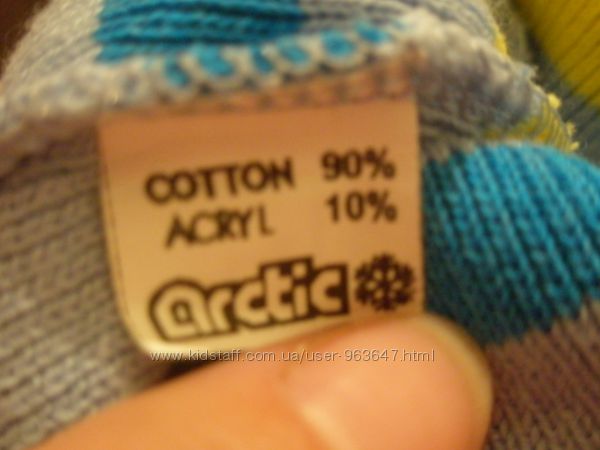 COTTON 90%
ACRYL 10%
arctic
www.kidstaff.com.ua/user-963647.html